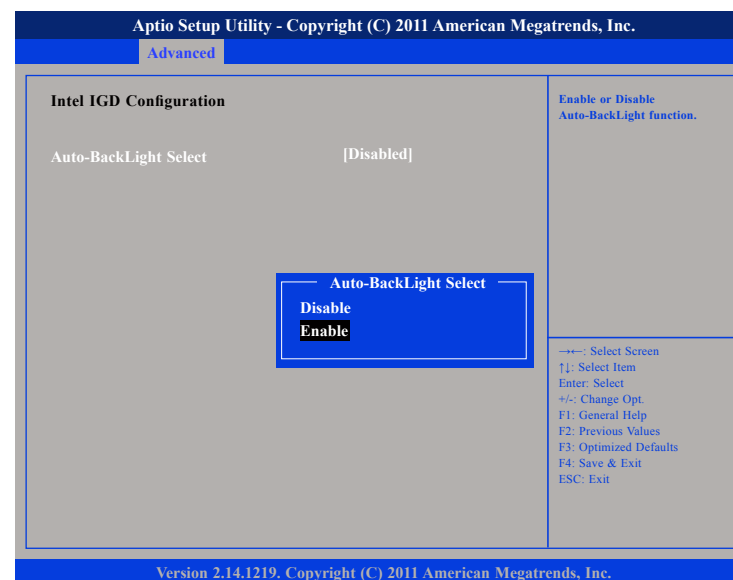 Aptio Setup Utility - Copyright (C) 2011 American Megatrends, Inc.
Advanced
Intel IGD Configuration
Auto-BackLight Select [Disabled]
Enable or Disable
Auto-BackLight function.
Auto-BackLight Select
Disable
Enable
→←: Select Screen
↑↓: Select Item
Enter: Select
+/-: Change Opt.
F1: General Help
F2: Previous Values
F3: Optimized Defaults
F4: Save & Exit
ESC: Exit
Version 2.14.1219. Copyright (C) 2011 American Megatrends, Inc.